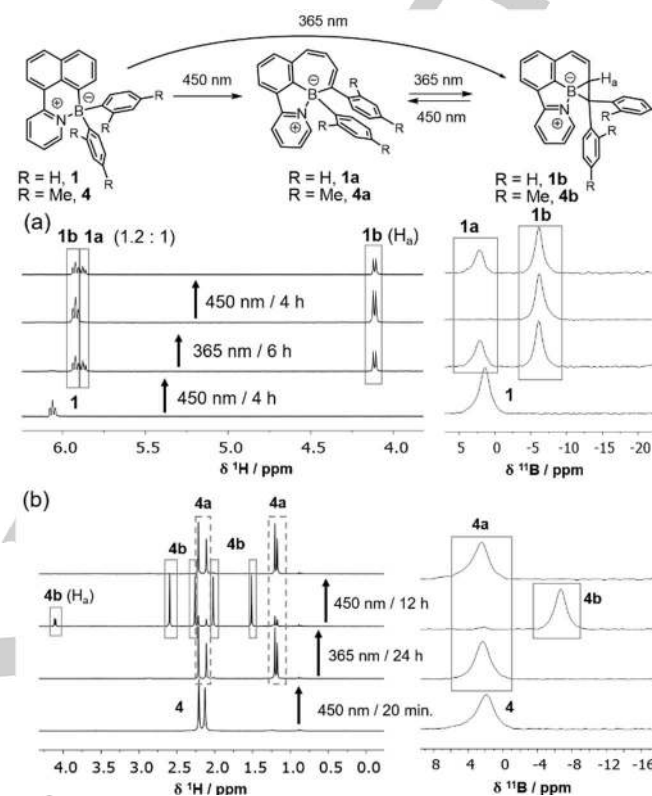 365 nm
450 nm
365 nm
450 nm
H
a
B
⊖
N
⊕
R
R
R
R
B
⊖
N
⊕
R
R
R
R
B
⊖
N
⊕
R
R
R
R
R = H, 1
R = Me, 4
R = H, 1a
R = Me, 4a
R = H, 1b
R = Me, 4b
(a)
1b 1a (1.2 : 1)
1b (Ha)
1a
1b
450 nm / 4 h
365 nm / 6 h
450 nm / 4 h
1
1
6.0 5.5 5.0 4.5 4.0
δ ¹H / ppm
5 0 -5 -10 -15 -20
δ ¹¹B / ppm
(b)
4a
4a
4b
4b
4b (Ha)
4a
4b
450 nm / 12 h
365 nm / 24 h
450 nm / 20 min.
4
4
4.0 3.5 3.0 2.5 2.0 1.5 1.0 0.5 0.0
δ ¹H / ppm
8 4 0 -4 -8 -12 -16
δ ¹¹B / ppm